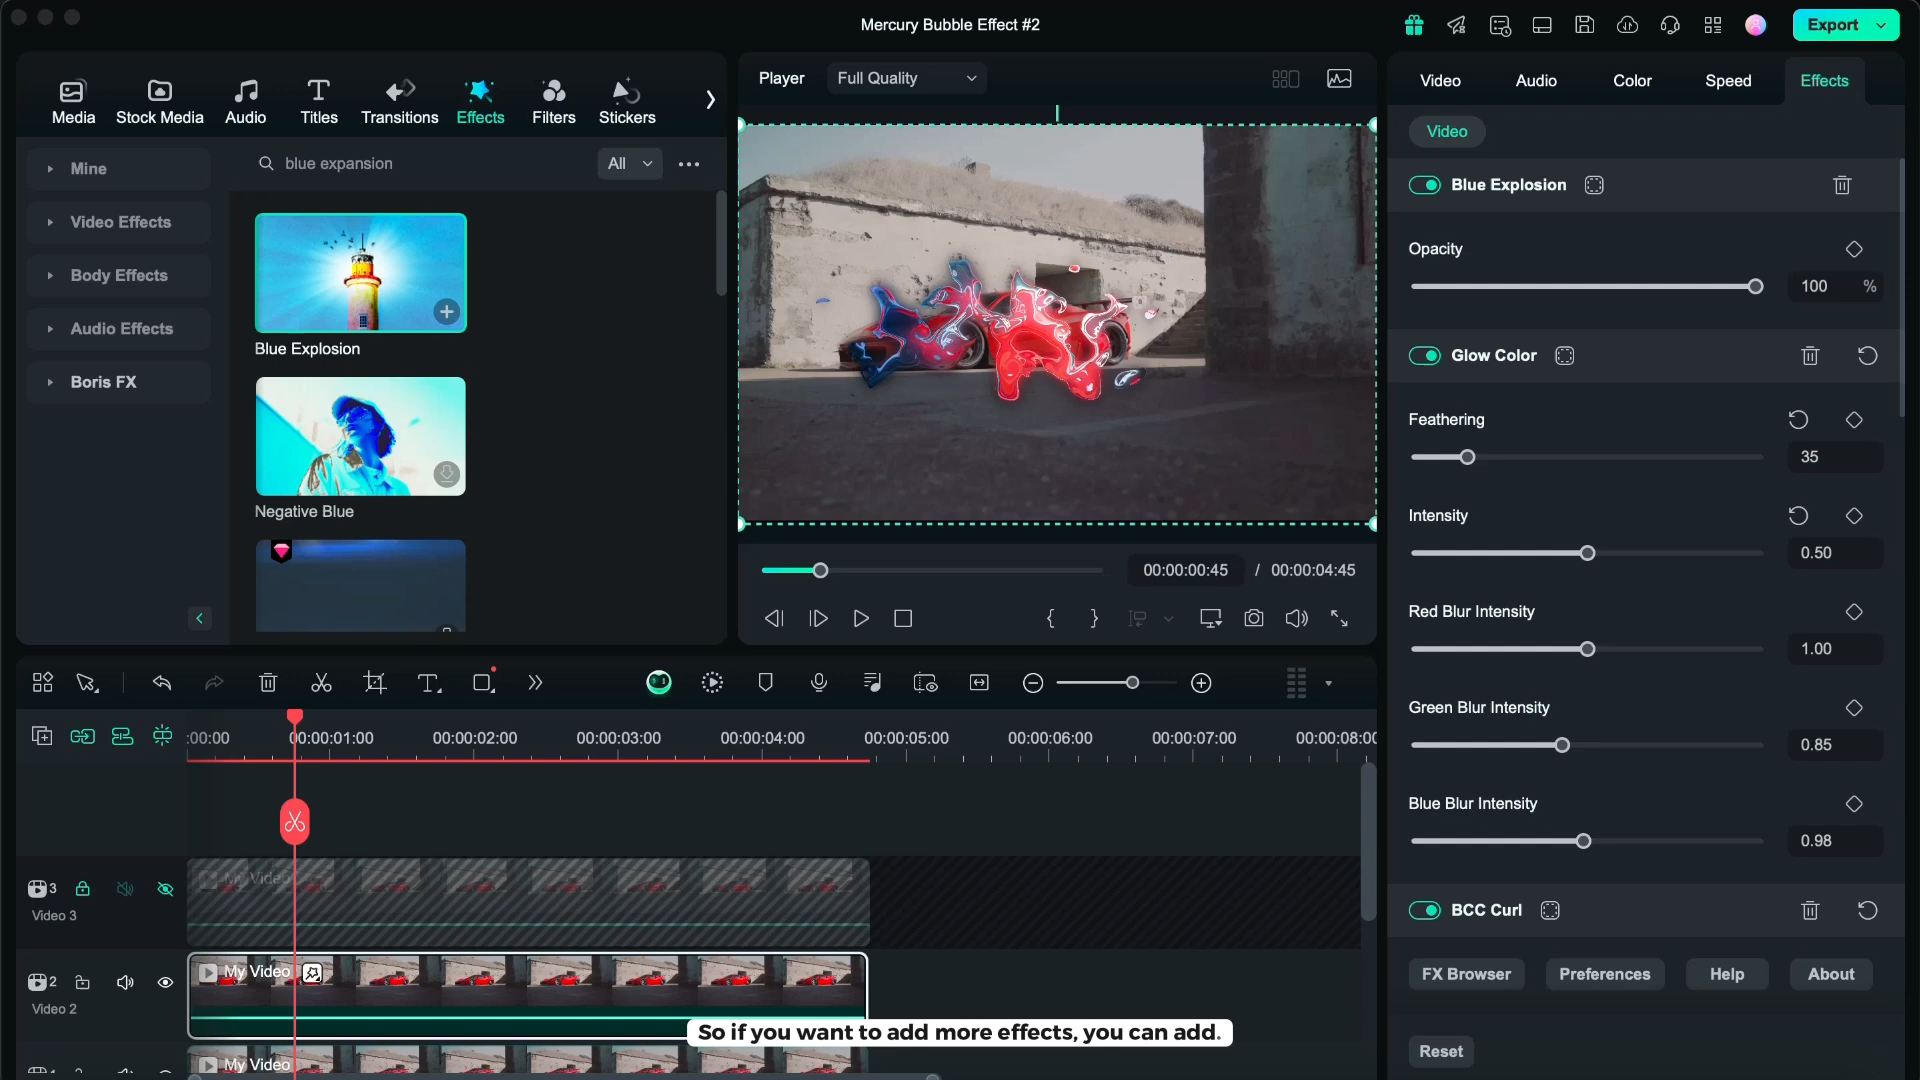 Mercury Bubble Effect #2
Export
Media
Stock Media
Audio
Titles
Transitions
Effects
Filters
Stickers
Mine
Video Effects
Body Effects
Audio Effects
Boris FX
blue expansion
All
Blue Explosion
Negative Blue
Player
Full Quality
00:00:00:45 / 00:00:04:45
Video
Audio
Color
Speed
Effects
Video
Blue Explosion
Opacity
100 %
Glow Color
Feathering
35
Intensity
0.50
Red Blur Intensity
1.00
Green Blur Intensity
0.85
Blue Blur Intensity
0.98
BCC Curl
FX Browser
Preferences
Help
About
Reset
:00:00
00:00:01:00
00:00:02:00
00:00:03:00
00:00:04:00
00:00:05:00
00:00:06:00
00:00:07:00
00:00:08:00
3
Video 3
My Video
2
Video 2
My Video
My Video
So if you want to add more effects, you can add.